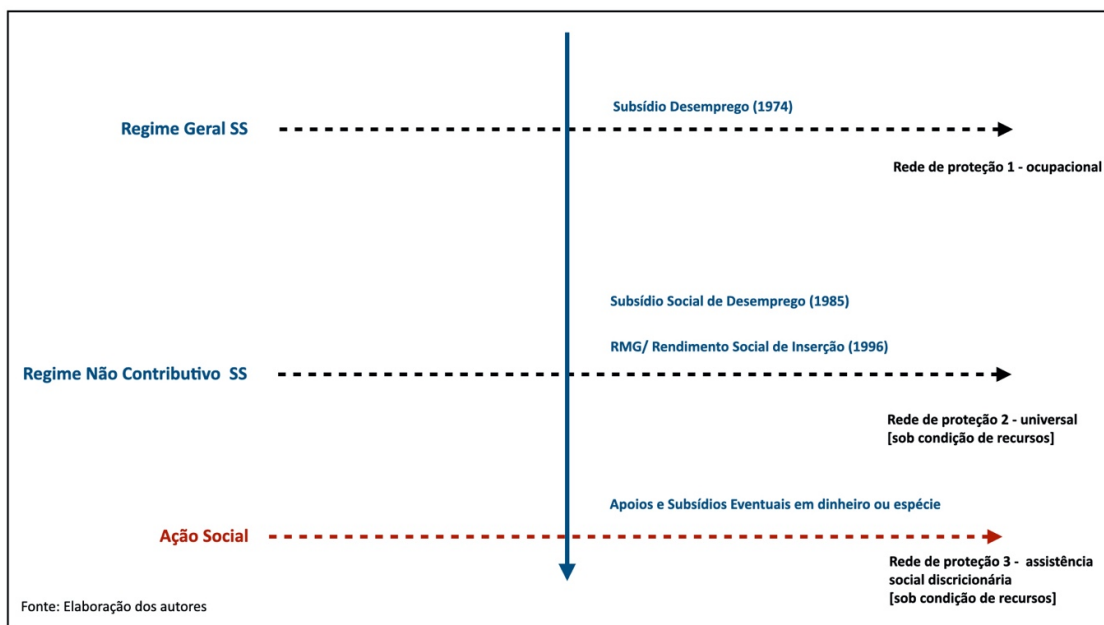 Subsídio Desemprego (1974)
Regime Geral SS
Rede de proteção 1 - ocupacional
Subsídio Social de Desemprego (1985)
RMG/ Rendimento Social de Inserção (1996)
Regime Não Contributivo SS
Rede de proteção 2 - universal
[sob condição de recursos]
Apoios e Subsídios Eventuais em dinheiro ou espécie
Ação Social
Rede de proteção 3 - assistência
social discricionária
[sob condição de recursos]
Fonte: Elaboração dos autores